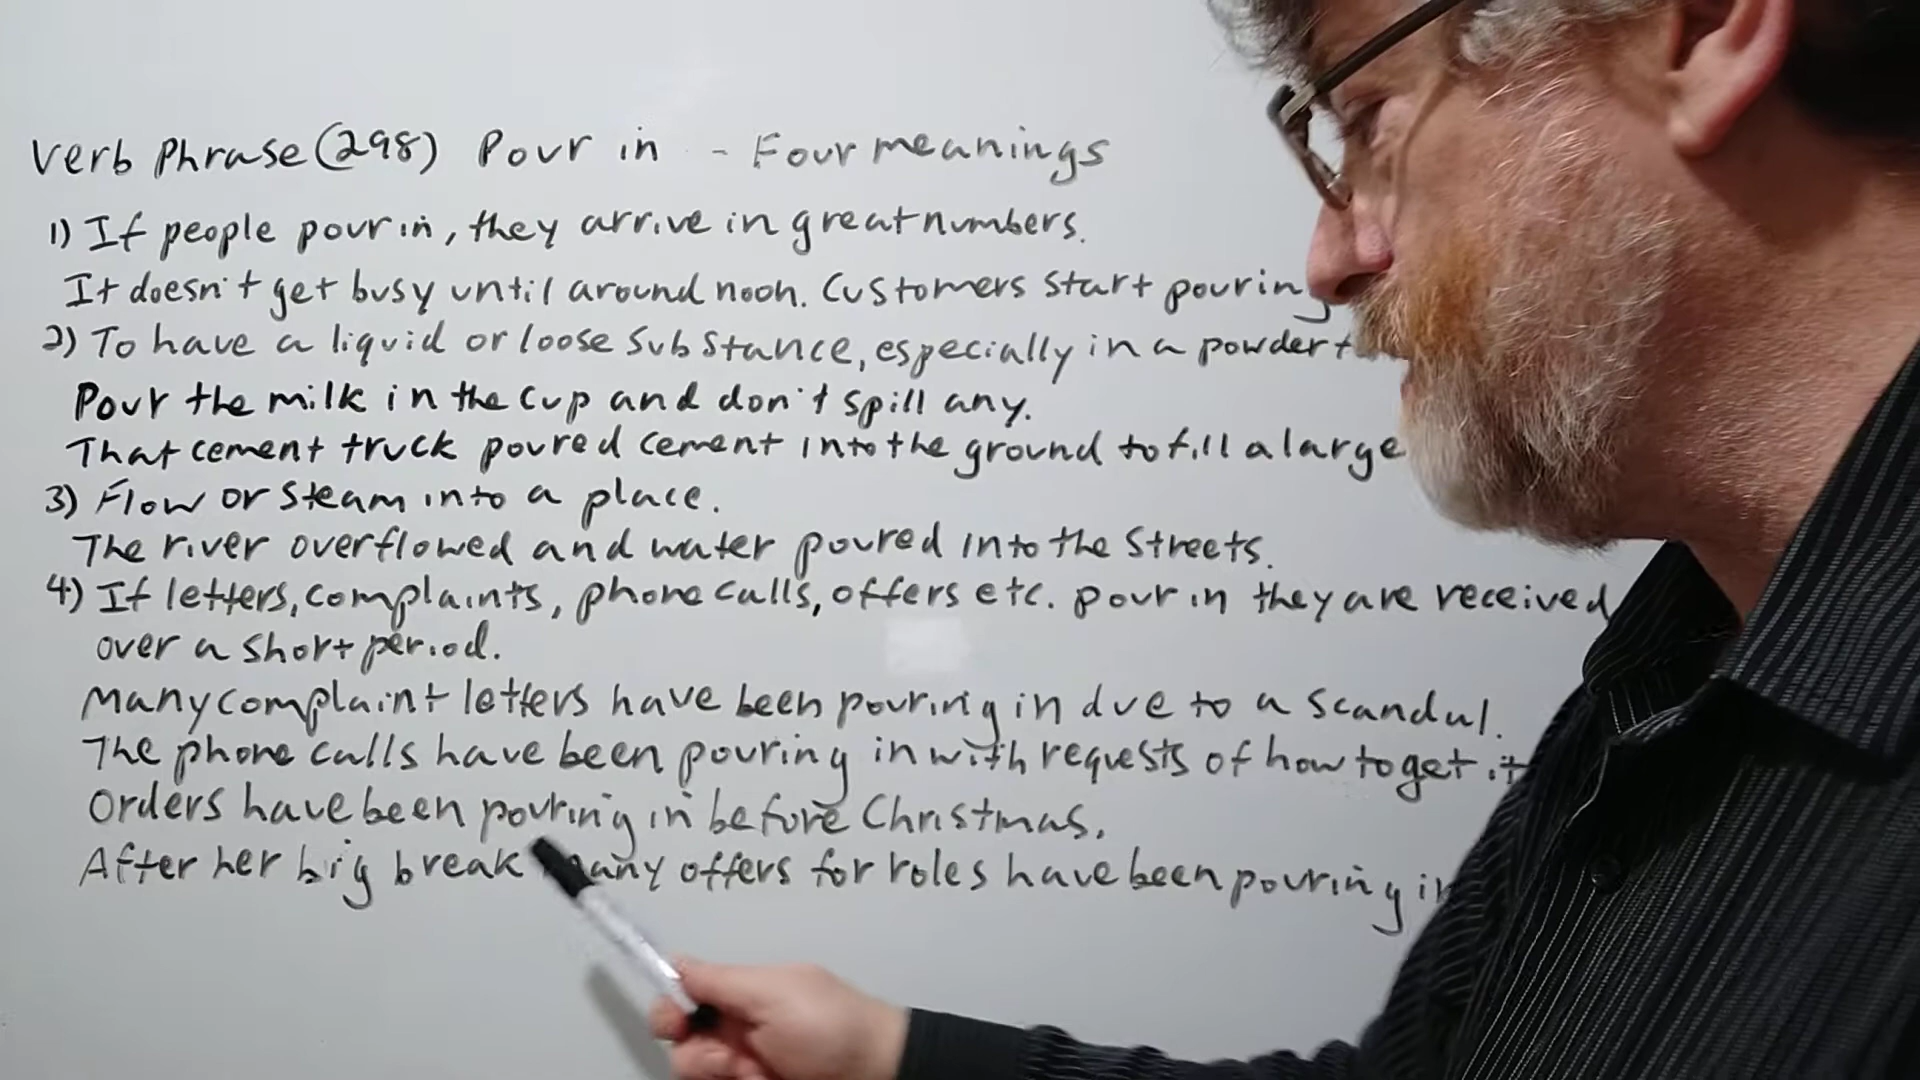 Verb Phrase (298) Pour in - Four meanings
1) If people pour in, they arrive in great numbers.
It doesn't get busy until around noon. Customers start pouring
2) To have a liquid or loose substance, especially in a powder
Pour the milk in the cup and don't spill any.
That cement truck poured cement into the ground to fill a large
3) Flow or steam into a place.
The river overflowed and water poured into the streets.
4) If letters, complaints, phone calls, offers etc. pour in they are received
over a short period.
Many complaint letters have been pouring in due to a scandul.
The phone calls have been pouring in with requests of how to get it
Orders have been pouring in before Christmas.
After her big break many offers for roles have been pouring in